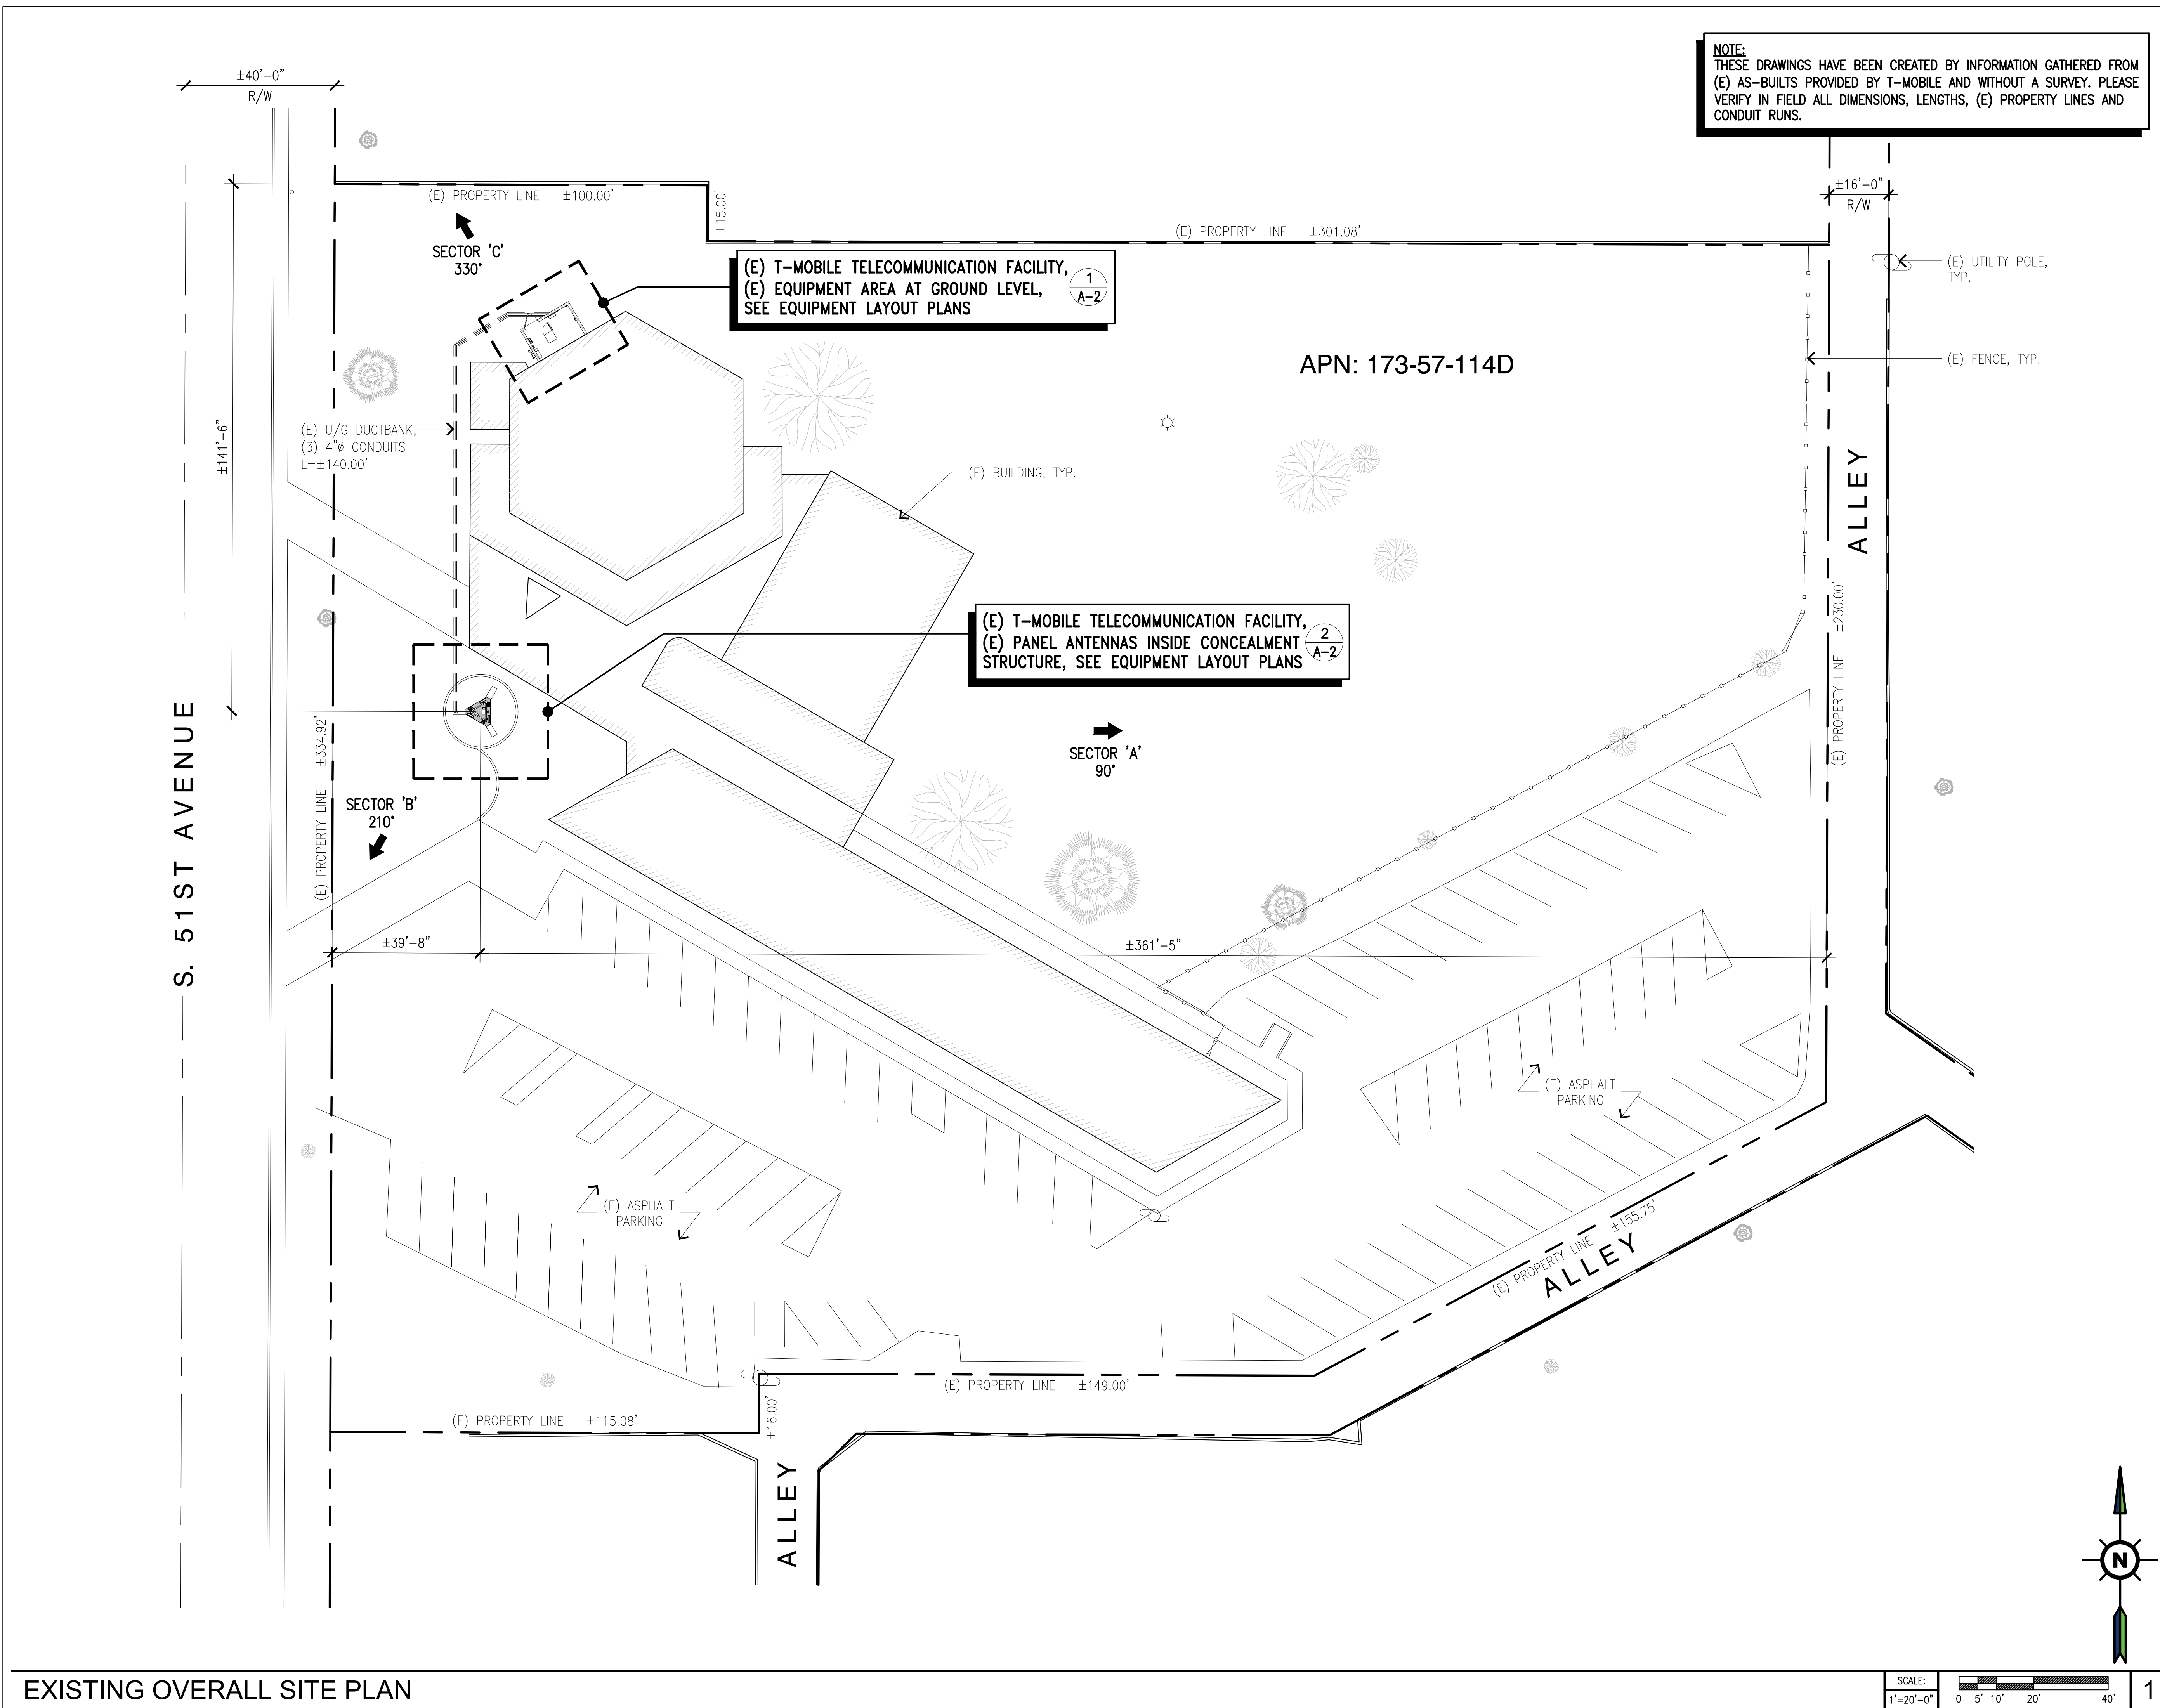 NOTE:
THESE DRAWINGS HAVE BEEN CREATED BY INFORMATION GATHERED FROM
(E) AS-BUILTS PROVIDED BY T-MOBILE AND WITHOUT A SURVEY. PLEASE
VERIFY IN FIELD ALL DIMENSIONS, LENGTHS, (E) PROPERTY LINES AND
CONDUIT RUNS.
±40'-0"
R/W
(E) PROPERTY LINE ±100.00'
±15.00'
(E) PROPERTY LINE ±301.08'
±16'-0"
R/W
SECTOR 'C'
330°
(E) T-MOBILE TELECOMMUNICATION FACILITY,
(E) EQUIPMENT AREA AT GROUND LEVEL,
SEE EQUIPMENT LAYOUT PLANS
1
A-2
(E) UTILITY POLE,
TYP.
APN: 173-57-114D
(E) FENCE, TYP.
±141'-6"
(E) U/G DUCTBANK,
(3) 4"ø CONDUITS
L=±140.00'
(E) BUILDING, TYP.
ALLEY
(E) PROPERTY LINE ±230.00'
(E) T-MOBILE TELECOMMUNICATION FACILITY,
(E) PANEL ANTENNAS INSIDE CONCEALMENT
STRUCTURE, SEE EQUIPMENT LAYOUT PLANS
2
A-2
S. 51ST AVENUE
(E) PROPERTY LINE ±334.92'
SECTOR 'A'
90°
SECTOR 'B'
210°
±39'-8"
±361'-5"
(E) ASPHALT
PARKING
(E) ASPHALT
PARKING
(E) PROPERTY LINE ±155.75'
ALLEY
(E) PROPERTY LINE ±149.00'
(E) PROPERTY LINE ±115.08'
±16.00'
ALLEY
N
EXISTING OVERALL SITE PLAN
SCALE:
1'=20'-0"
0 5' 10' 20' 40'
1